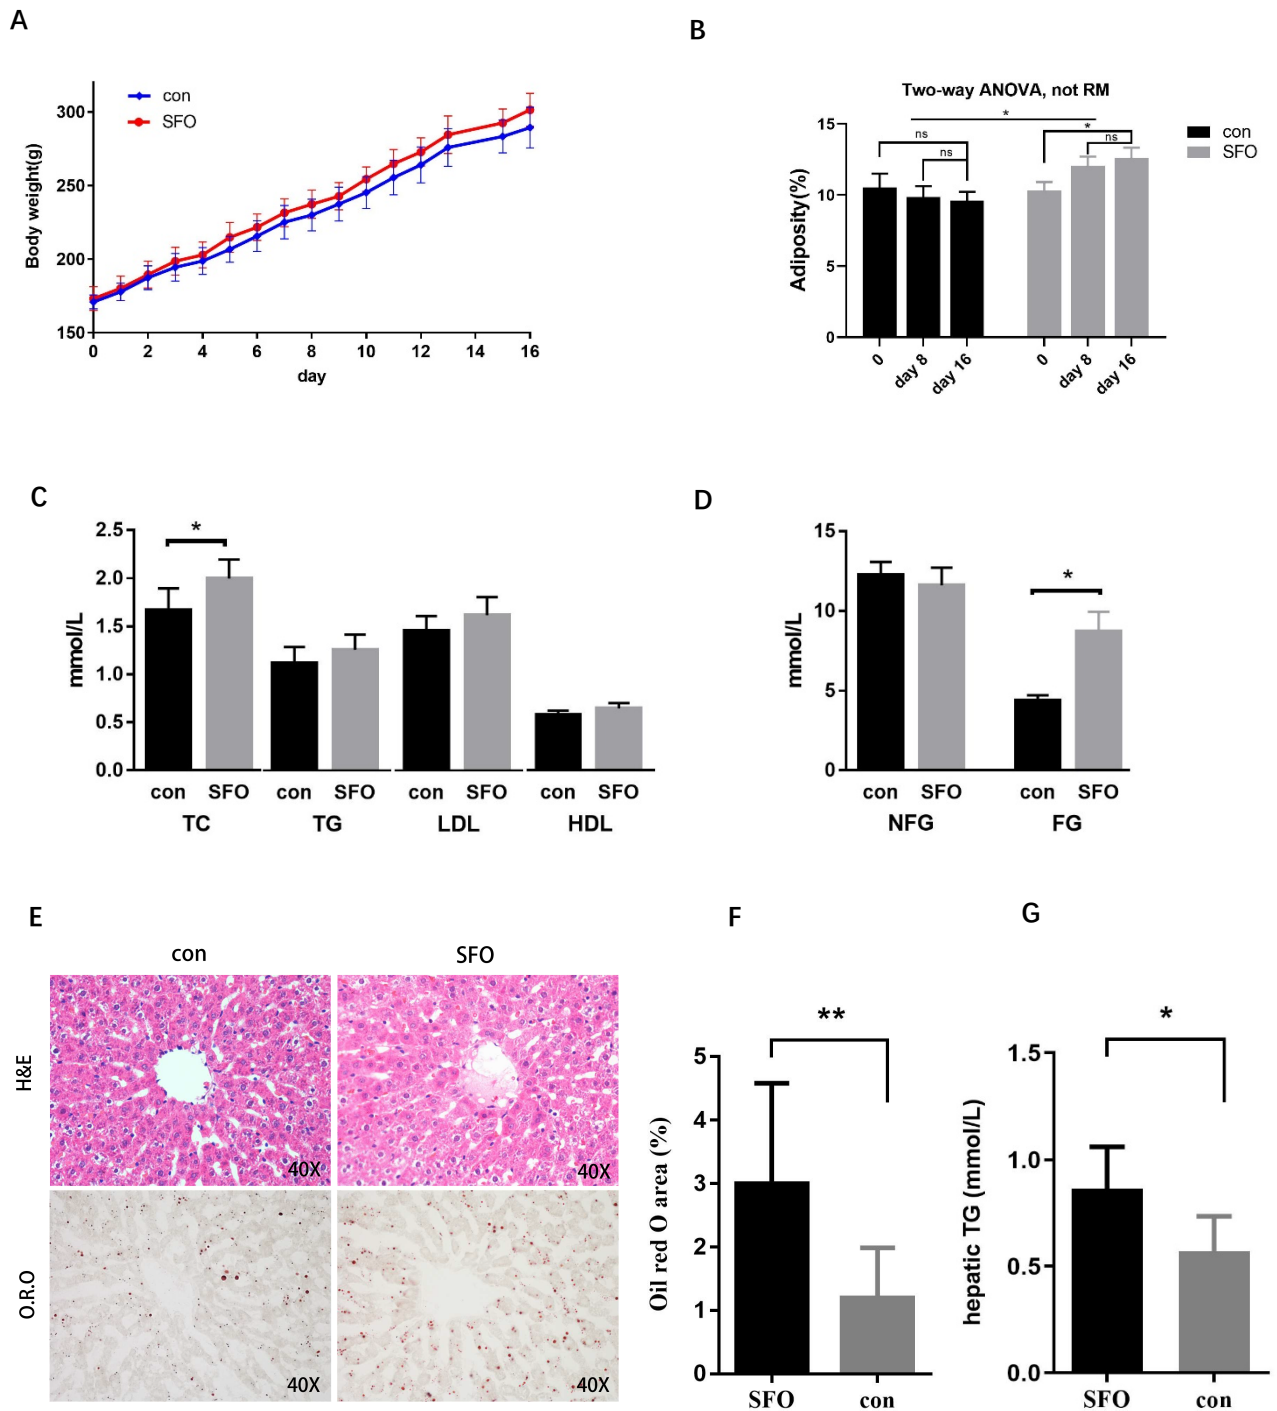 A
con
SFO
300
250
200
150
Body weight(g)
0 2 4 6 8 10 12 14 16
day
B
Two-way ANOVA, not RM
*
ns
ns
*
ns
con
SFO
15
10
5
0
Adiposity(%)
0 day 8 day 16 0 day 8 day 16
C
2.5
2.0
1.5
1.0
0.5
0.0
mmol/L
*
con SFO con SFO con SFO con SFO
TC TG LDL HDL
D
15
10
5
0
mmol/L
*
con SFO con SFO
NFG FG
E
con SFO
H&E
40X 40X
O.R.O
40X 40X
F
**
5
4
3
2
1
0
Oil red O area (%)
SFO con
G
*
1.5
1.0
0.5
0.0
hepatic TG (mmol/L)
SFO con